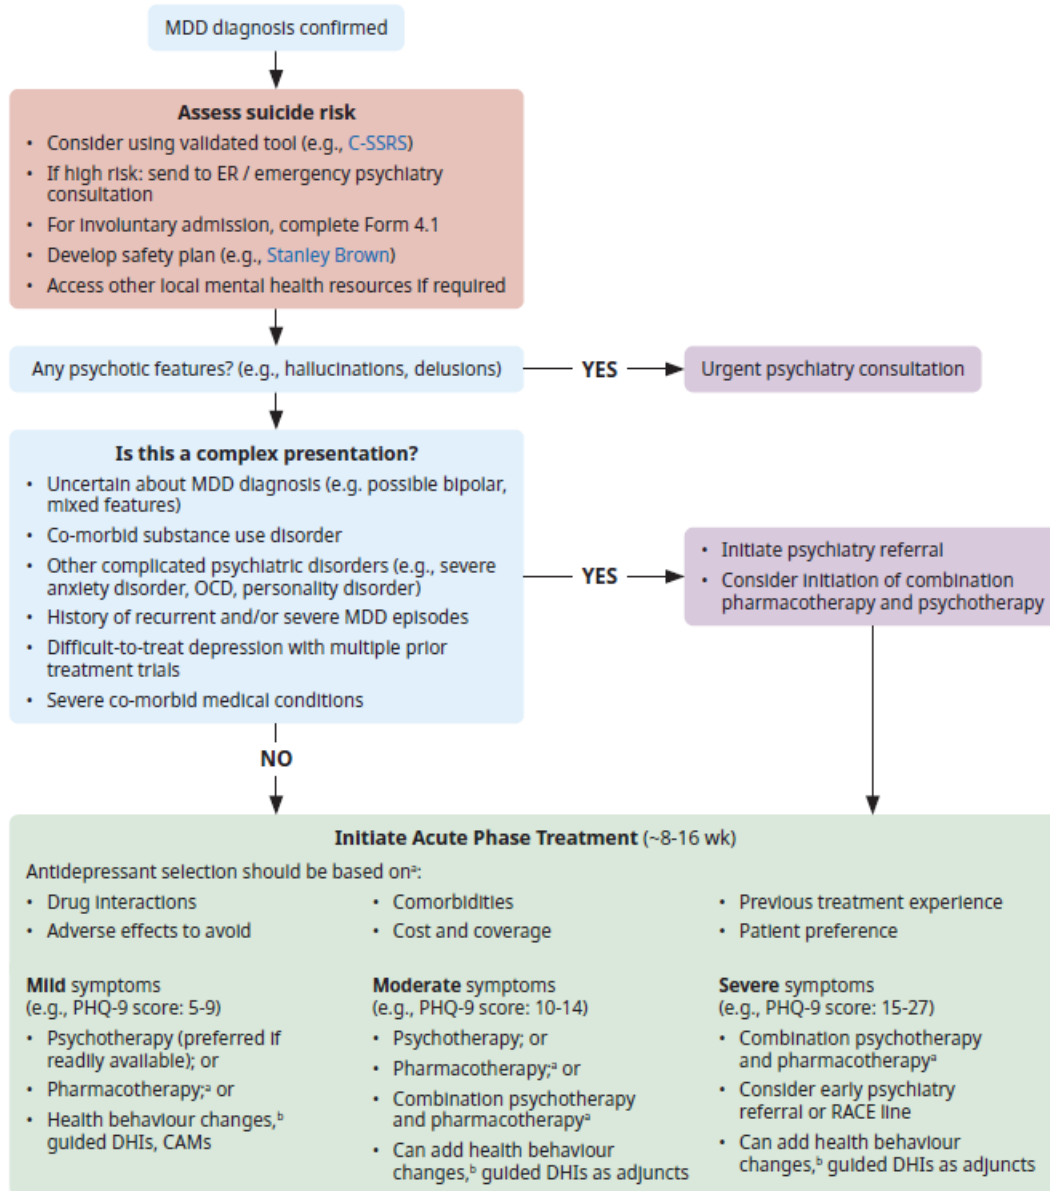 MDD diagnosis confirmed
Assess suicide risk
• Consider using validated tool (e.g., C-SSRS)
• If high risk: send to ER / emergency psychiatry
consultation
• For involuntary admission, complete Form 4.1
• Develop safety plan (e.g., Stanley Brown)
• Access other local mental health resources if required
Any psychotic features? (e.g., hallucinations, delusions)
YES
Urgent psychiatry consultation
Is this a complex presentation?
• Uncertain about MDD diagnosis (e.g. possible bipolar,
mixed features)
• Co-morbid substance use disorder
• Other complicated psychiatric disorders (e.g., severe
anxiety disorder, OCD, personality disorder)
• History of recurrent and/or severe MDD episodes
• Difficult-to-treat depression with multiple prior
treatment trials
• Severe co-morbid medical conditions
YES
• Initiate psychiatry referral
• Consider initiation of combination
pharmacotherapy and psychotherapy
NO
Initiate Acute Phase Treatment (~8-16 wk)
Antidepressant selection should be based onᵃ:
• Drug interactions
• Adverse effects to avoid
• Comorbidities
• Cost and coverage
• Previous treatment experience
• Patient preference
Mild symptoms
(e.g., PHQ-9 score: 5-9)
• Psychotherapy (preferred if
readily available); or
• Pharmacotherapy;ᵃ or
• Health behaviour changes,ᵇ
guided DHIs, CAMs
Moderate symptoms
(e.g., PHQ-9 score: 10-14)
• Psychotherapy; or
• Pharmacotherapy;ᵃ or
• Combination psychotherapy
and pharmacotherapyᵃ
• Can add health behaviour
changes,ᵇ guided DHIs as adjuncts
Severe symptoms
(e.g., PHQ-9 score: 15-27)
• Combination psychotherapy
and pharmacotherapyᵃ
• Consider early psychiatry
referral or RACE line
• Can add health behaviour
changes,ᵇ guided DHIs as adjuncts